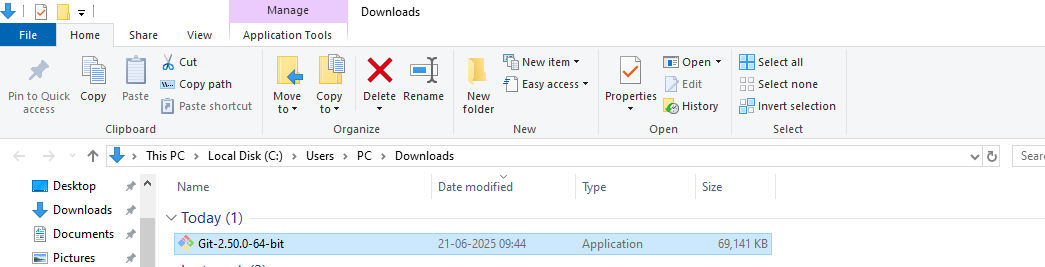 Manage Downloads
File Home Share View Application Tools
Pin to Quick access Copy Paste Cut Copy path Paste shortcut
Move to Copy to Delete Rename
New folder New item Easy access
Properties Open Edit History
Select all Select none Invert selection
Clipboard Organize New Open Select
This PC Local Disk (C:) Users PC Downloads Sear
Desktop
Downloads
Documents
Pictures
Name Date modified Type Size
Today (1)
Git-2.50.0-64-bit 21-06-2025 09:44 Application 69,141 KB